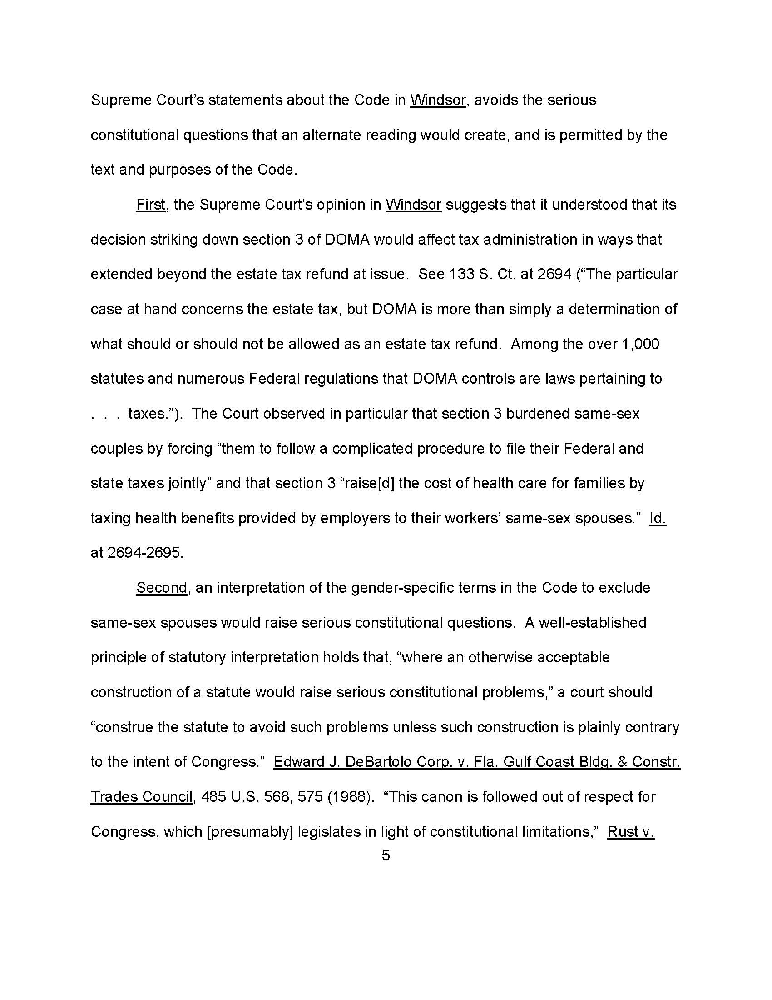 Supreme Court’s statements about the Code in Windsor, avoids the serious
constitutional questions that an alternate reading would create, and is permitted by the
text and purposes of the Code.
First, the Supreme Court’s opinion in Windsor suggests that it understood that its
decision striking down section 3 of DOMA would affect tax administration in ways that
extended beyond the estate tax refund at issue.  See 133 S. Ct. at 2694 (“The particular
case at hand concerns the estate tax, but DOMA is more than simply a determination of
what should or should not be allowed as an estate tax refund.  Among the over 1,000
statutes and numerous Federal regulations that DOMA controls are laws pertaining to
. . . taxes.”).  The Court observed in particular that section 3 burdened same-sex
couples by forcing “them to follow a complicated procedure to file their Federal and
state taxes jointly” and that section 3 “raise[d] the cost of health care for families by
taxing health benefits provided by employers to their workers’ same-sex spouses.”  Id.
at 2694-2695.
Second, an interpretation of the gender-specific terms in the Code to exclude
same-sex spouses would raise serious constitutional questions.  A well-established
principle of statutory interpretation holds that, “where an otherwise acceptable
construction of a statute would raise serious constitutional problems,” a court should
“construe the statute to avoid such problems unless such construction is plainly contrary
to the intent of Congress.”  Edward J. DeBartolo Corp. v. Fla. Gulf Coast Bldg. & Constr.
Trades Council, 485 U.S. 568, 575 (1988).  “This canon is followed out of respect for
Congress, which [presumably] legislates in light of constitutional limitations,”  Rust v.
5